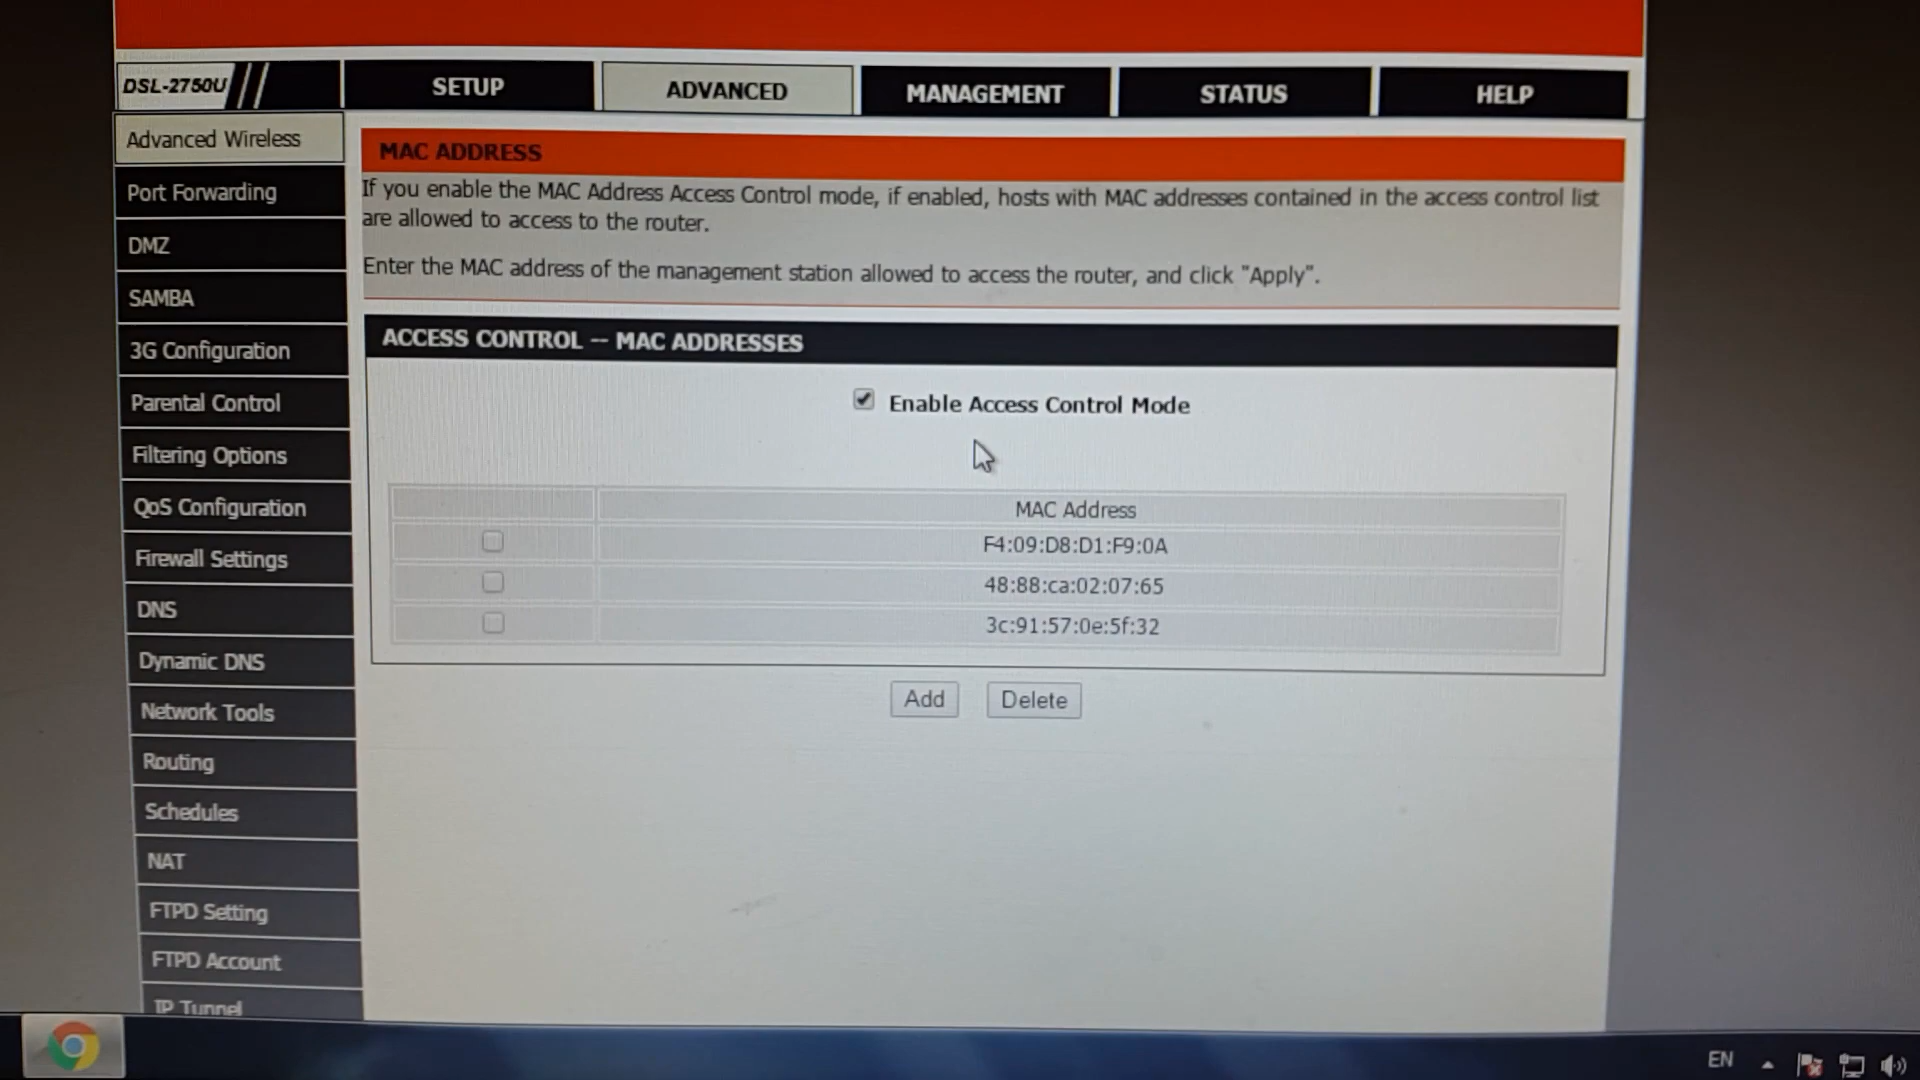 DSL-2750U
SETUP
ADVANCED
MANAGEMENT
STATUS
HELP
Advanced Wireless
Port Forwarding
DMZ
SAMBA
3G Configuration
Parental Control
Filtering Options
QoS Configuration
Firewall Settings
DNS
Dynamic DNS
Network Tools
Routing
Schedules
NAT
FTPD Setting
FTPD Account
IP Tunnel
MAC ADDRESS
If you enable the MAC Address Access Control mode, if enabled, hosts with MAC addresses contained in the access control list
are allowed to access to the router.
Enter the MAC address of the management station allowed to access the router, and click "Apply".
ACCESS CONTROL -- MAC ADDRESSES
Enable Access Control Mode
MAC Address
F4:09:D8:D1:F9:0A
48:88:ca:02:07:65
3c:91:57:0e:5f:32
Add
Delete
EN